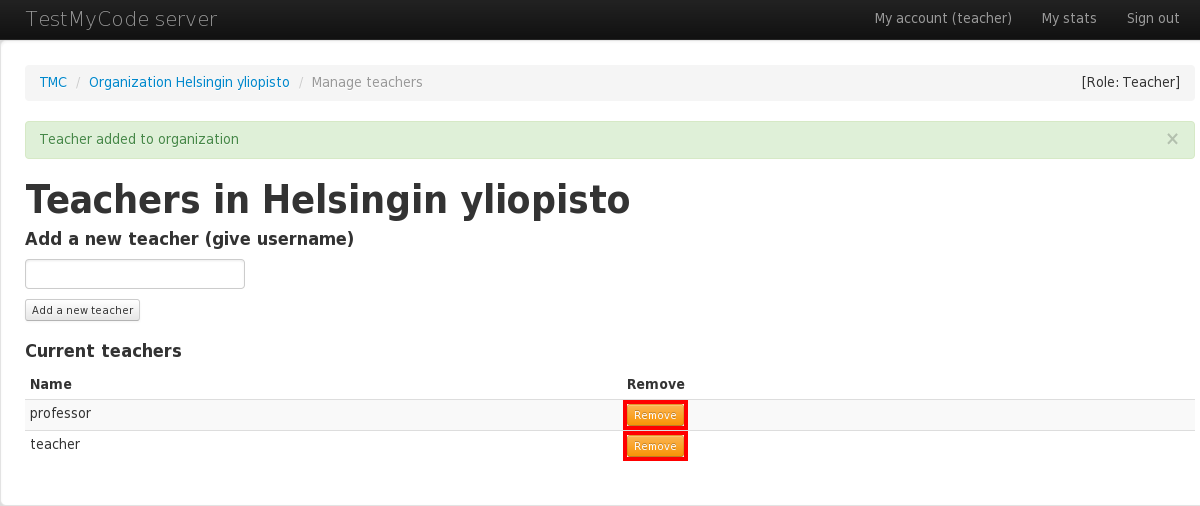 TestMyCode server My account (teacher) My stats Sign out
TMC / Organization Helsingin yliopisto / Manage teachers [Role: Teacher]
Teacher added to organization ×
Teachers in Helsingin yliopisto
Add a new teacher (give username)
Add a new teacher
Current teachers
Name Remove
professor Remove
teacher Remove